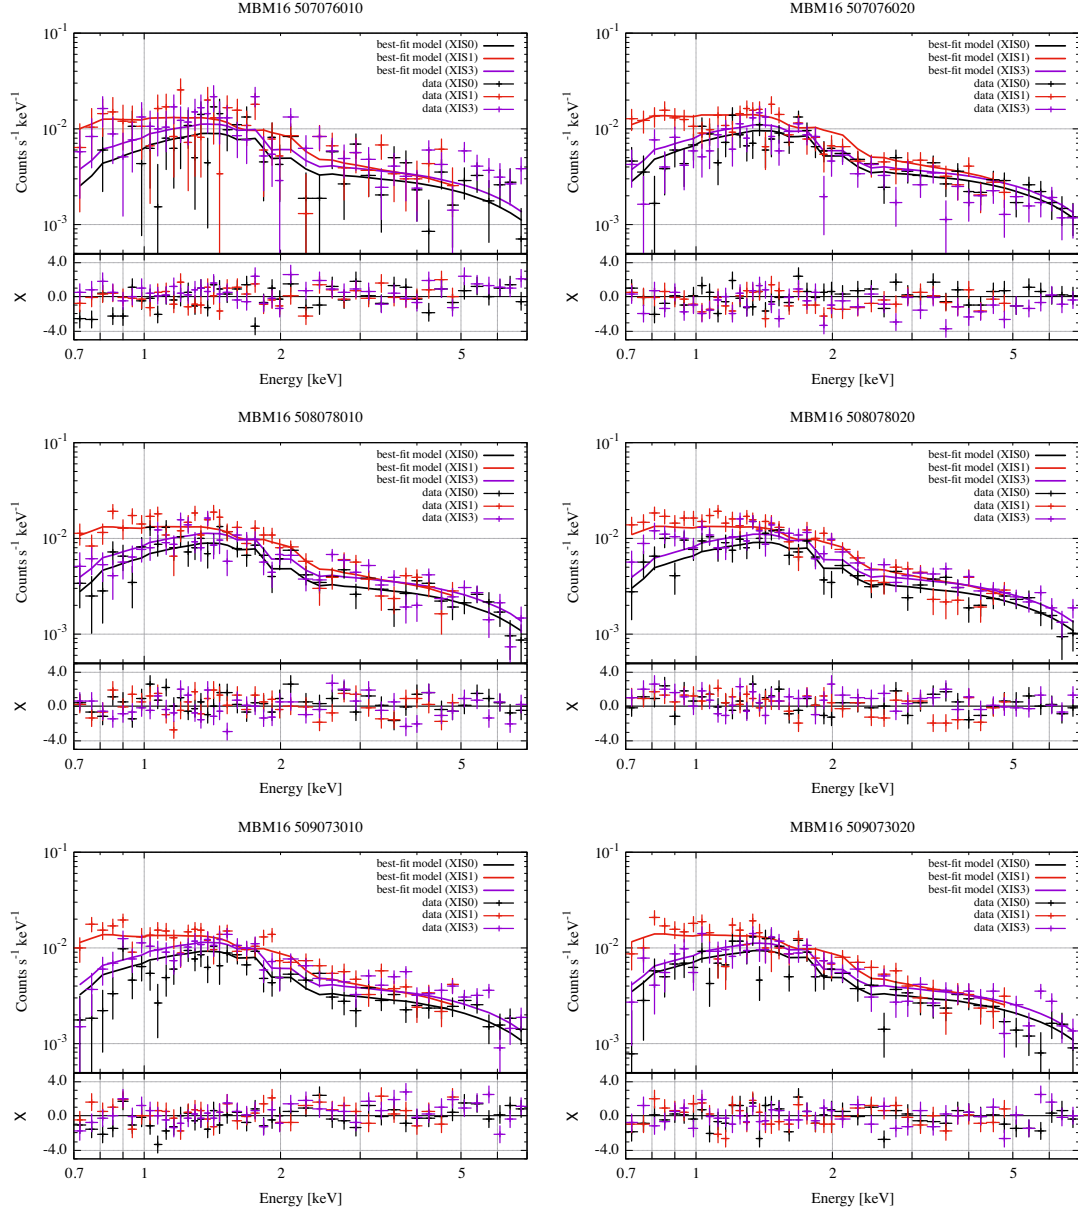 MBM16 507076010
10⁻¹
10⁻²
10⁻³
Counts s⁻¹ keV⁻¹
best-fit model (XIS0)
best-fit model (XIS1)
best-fit model (XIS3)
data (XIS0)
data (XIS1)
data (XIS3)
4.0
0.0
-4.0
χ
0.7 1 2 5
Energy [keV]
MBM16 507076020
10⁻¹
10⁻²
10⁻³
Counts s⁻¹ keV⁻¹
best-fit model (XIS0)
best-fit model (XIS1)
best-fit model (XIS3)
data (XIS0)
data (XIS1)
data (XIS3)
4.0
0.0
-4.0
χ
0.7 1 2 5
Energy [keV]
MBM16 508078010
10⁻¹
10⁻²
10⁻³
Counts s⁻¹ keV⁻¹
best-fit model (XIS0)
best-fit model (XIS1)
best-fit model (XIS3)
data (XIS0)
data (XIS1)
data (XIS3)
4.0
0.0
-4.0
χ
0.7 1 2 5
Energy [keV]
MBM16 508078020
10⁻¹
10⁻²
10⁻³
Counts s⁻¹ keV⁻¹
best-fit model (XIS0)
best-fit model (XIS1)
best-fit model (XIS3)
data (XIS0)
data (XIS1)
data (XIS3)
4.0
0.0
-4.0
χ
0.7 1 2 5
Energy [keV]
MBM16 509073010
10⁻¹
10⁻²
10⁻³
Counts s⁻¹ keV⁻¹
best-fit model (XIS0)
best-fit model (XIS1)
best-fit model (XIS3)
data (XIS0)
data (XIS1)
data (XIS3)
4.0
0.0
-4.0
χ
0.7 1 2 5
Energy [keV]
MBM16 509073020
10⁻¹
10⁻²
10⁻³
Counts s⁻¹ keV⁻¹
best-fit model (XIS0)
best-fit model (XIS1)
best-fit model (XIS3)
data (XIS0)
data (XIS1)
data (XIS3)
4.0
0.0
-4.0
χ
0.7 1 2 5
Energy [keV]